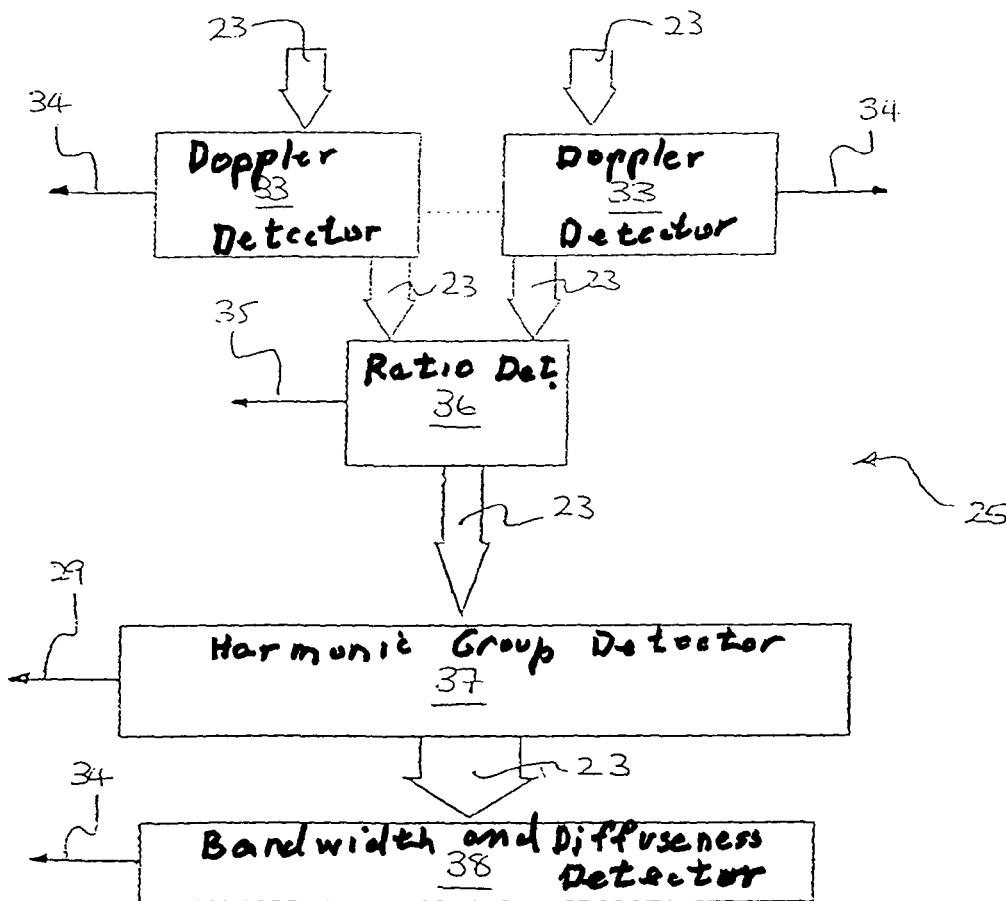 23 23
34 34
Doppler Doppler
33 33
Detector Detector
23 23
35
Ratio Det.
36
23
25
29
Harmonic Group Detector
37
23
34
Bandwidth and Diffuseness
38 Detector